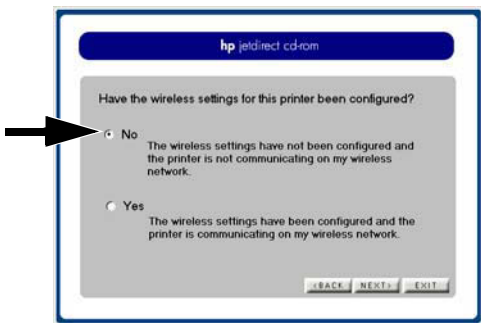 hp jetdirect cd-rom
Have the wireless settings for this printer been configured?
No
The wireless settings have not been configured and
the printer is not communicating on my wireless
network.
Yes
The wireless settings have been configured and the
printer is communicating on my wireless network.
<BACK NEXT> EXIT